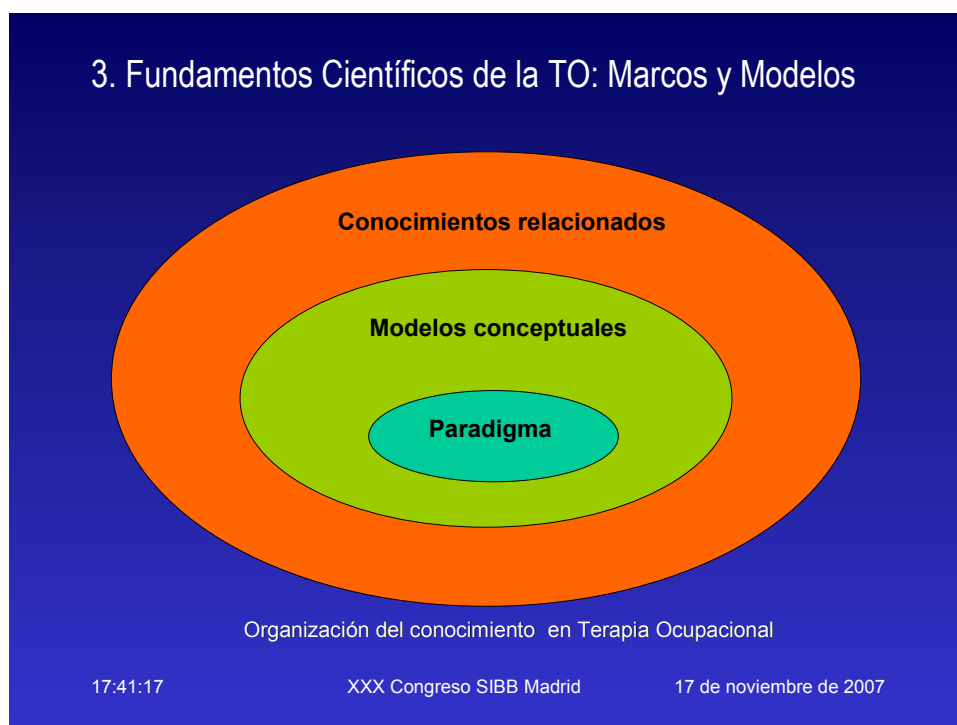 3. Fundamentos Científicos de la TO: Marcos y Modelos
Conocimientos relacionados
Modelos conceptuales
Paradigma
Organización del conocimiento  en Terapia Ocupacional
17:41:17 XXX Congreso SIBB Madrid 17 de noviembre de 2007